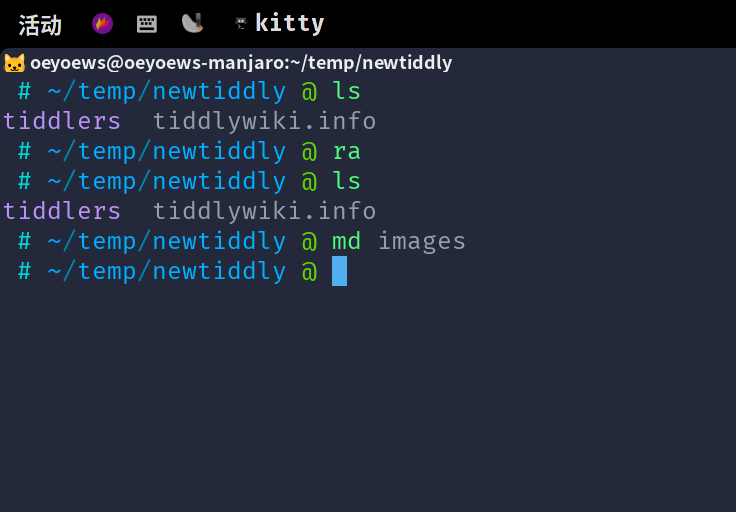 活动 kitty
oeyoews@oeyoews-manjaro:~/temp/newtiddly
# ~/temp/newtiddly @ ls
tiddlers  tiddlywiki.info
# ~/temp/newtiddly @ ra
# ~/temp/newtiddly @ ls
tiddlers  tiddlywiki.info
# ~/temp/newtiddly @ md images
# ~/temp/newtiddly @